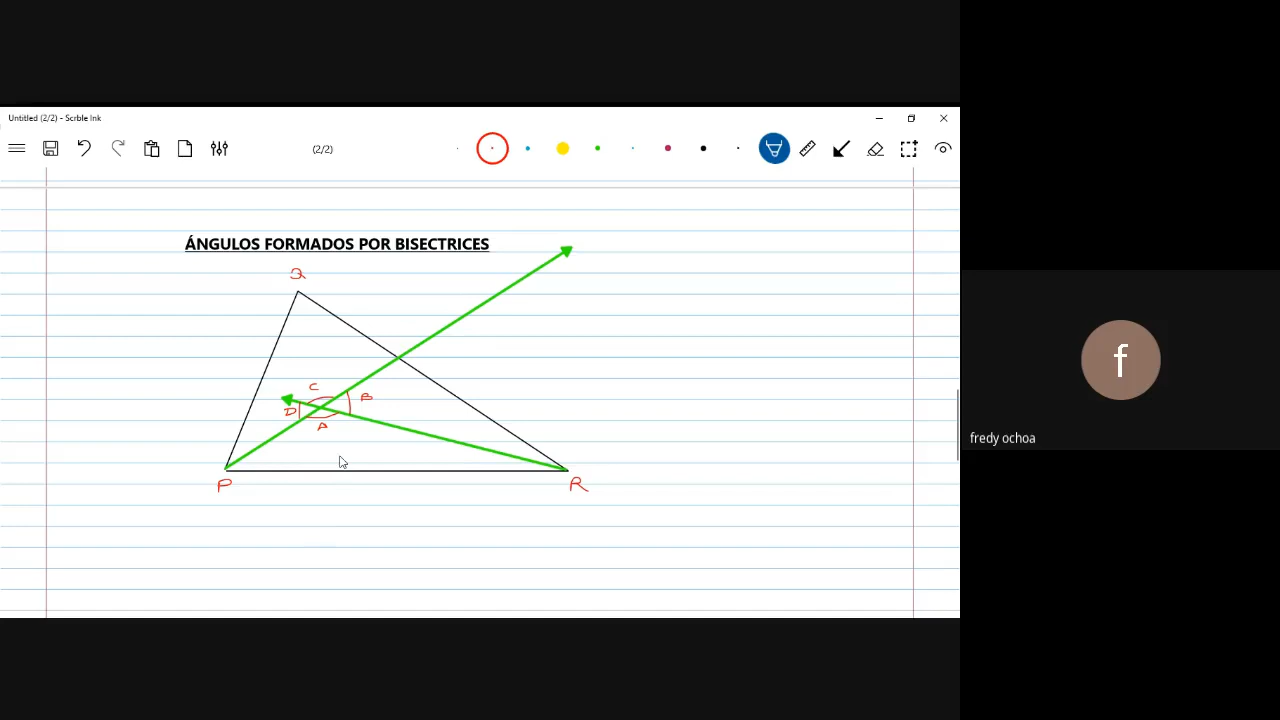 Untitled (2/2) - Scrble Ink
(2/2)
ÁNGULOS FORMADOS POR BISECTRICES
Q
C
B
D
A
P
R
f
fredy ochoa